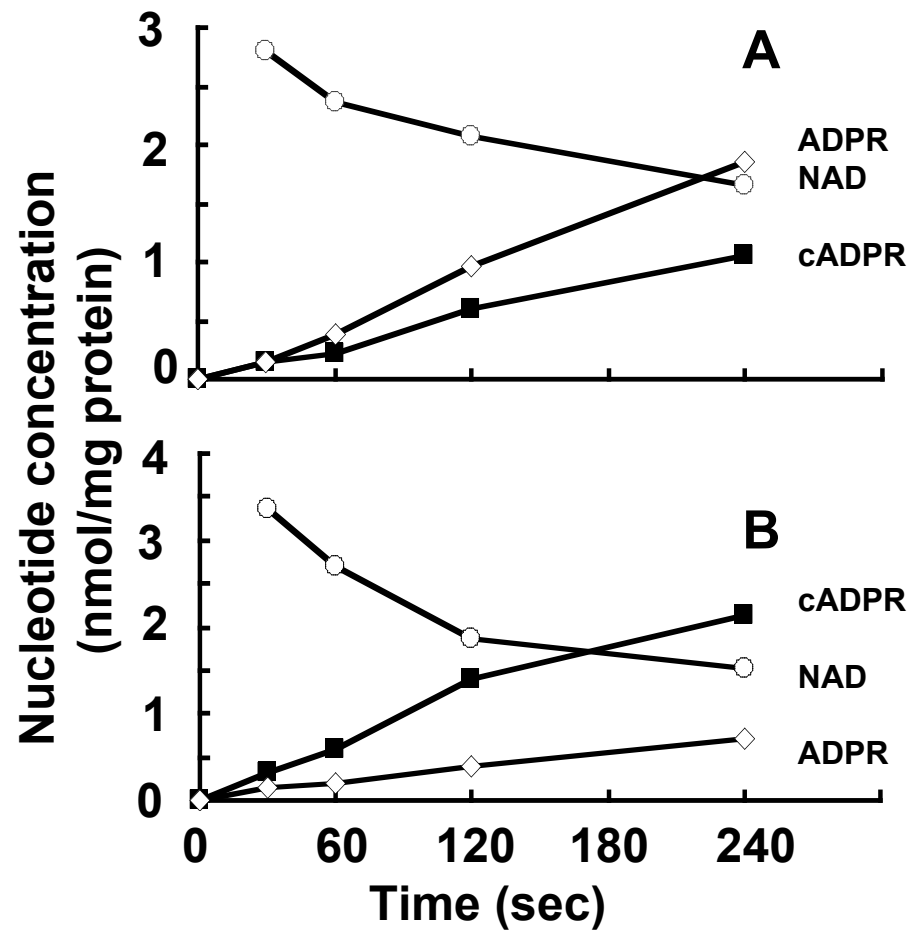 Nucleotide concentration
(nmol/mg protein)
3
2
1
0
A
ADPR
NAD
cADPR
4
3
2
1
0
B
cADPR
NAD
ADPR
0 60 120 180 240
Time (sec)